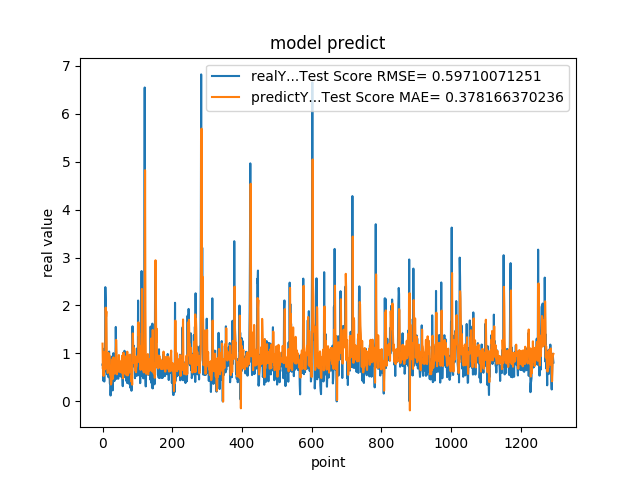 model predict
realY...Test Score RMSE= 0.59710071251
predictY...Test Score MAE= 0.378166370236
7
6
5
4
3
2
1
0
real value
0 200 400 600 800 1000 1200
point